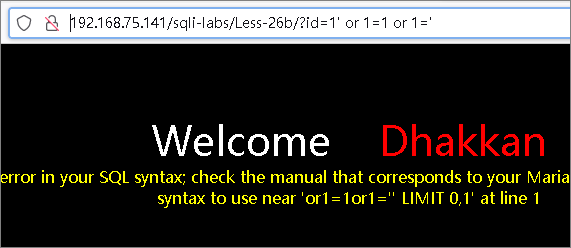 192.168.75.141/sqli-labs/Less-26b/?id=1' or 1=1 or 1='
Welcome Dhakkan
error in your SQL syntax; check the manual that corresponds to your Maria
syntax to use near 'or1=1or1='' LIMIT 0,1' at line 1